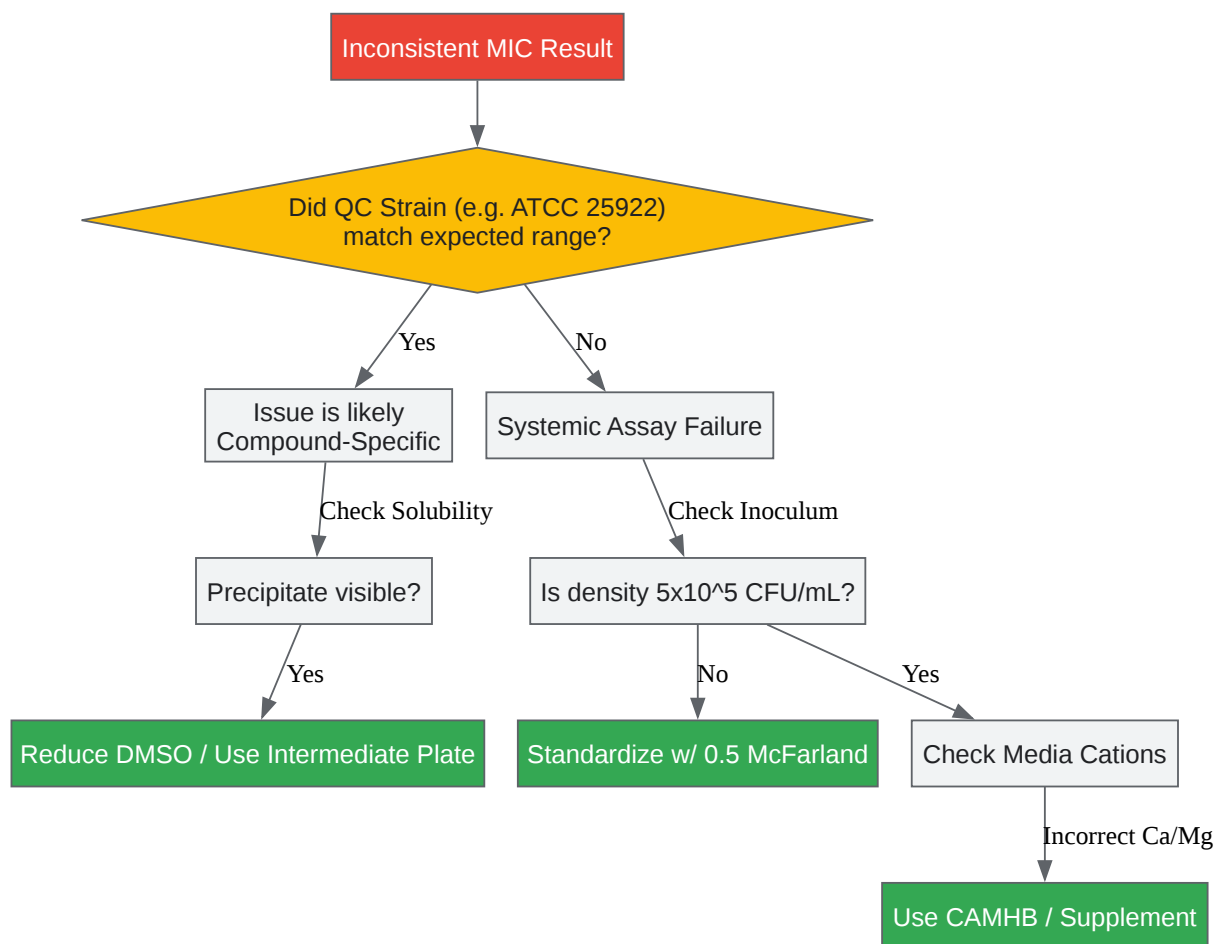 Inconsistent MIC Result
Did QC Strain (e.g. ATCC 25922)
match expected range?
Yes
No
Issue is likely
Compound-Specific
Systemic Assay Failure
Check Solubility
Check Inoculum
Precipitate visible?
Is density 5x10^5 CFU/mL?
Yes
No
Yes
Reduce DMSO / Use Intermediate Plate
Standardize w/ 0.5 McFarland
Check Media Cations
Incorrect Ca/Mg
Use CAMHB / Supplement